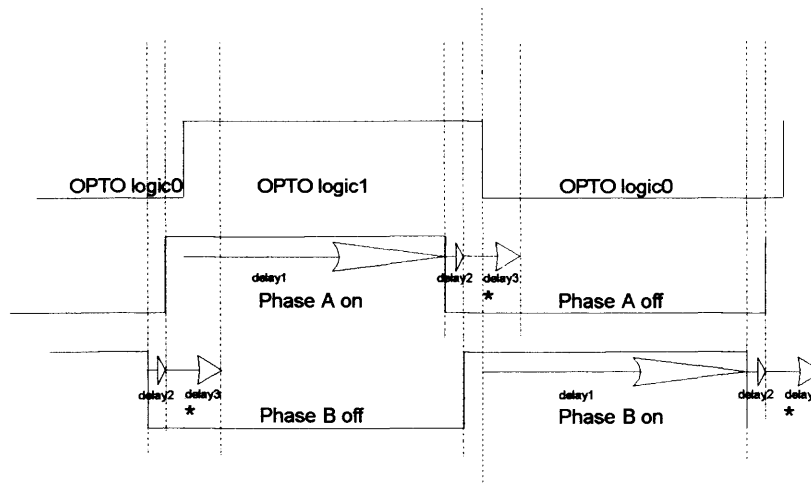 OPTO logic0 OPTO logic1 OPTO logic0
delay1 delay2 delay3
Phase A on * Phase A off
delay2 delay3 delay1 delay2 delay
* Phase B off Phase B on *